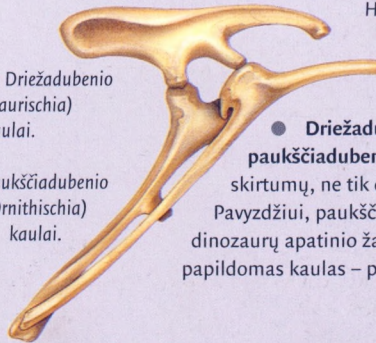 H
Driežadubenio
aurischia)
ulai.
ukščiadubenio
rnithischia)
kaulai.
● Driežadu
paukščiaduben
skirtumų, ne tik d
Pavyzdžiui, paukšč
dinozaurų apatinio ža
papildomas kaulas – p